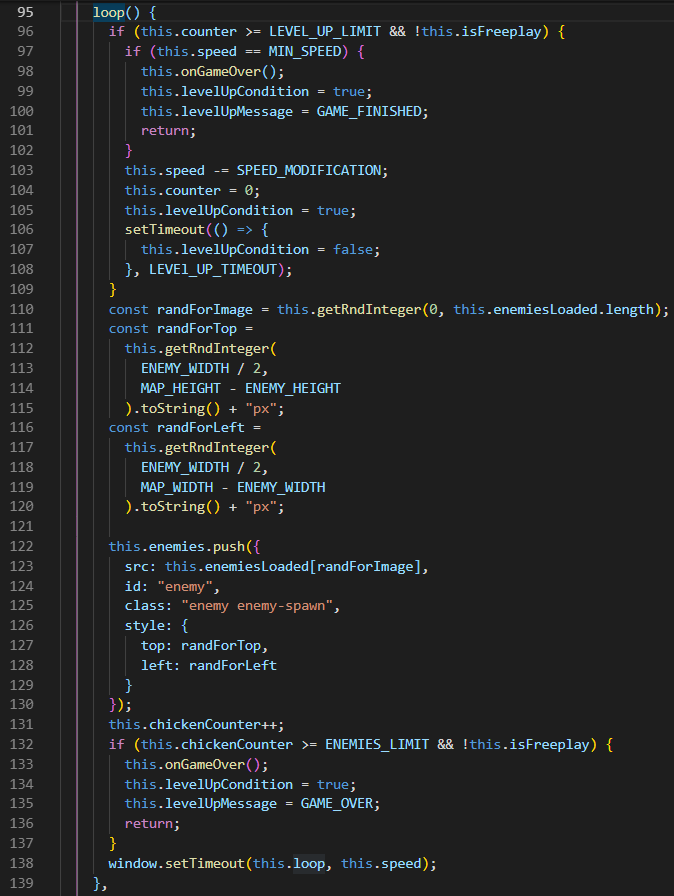 95 loop() {
96 if (this.counter >= LEVEL_UP_LIMIT && !this.isFreeplay) {
97 if (this.speed == MIN_SPEED) {
98 this.onGameOver();
99 this.levelUpCondition = true;
100 this.levelUpMessage = GAME_FINISHED;
101 return;
102 }
103 this.speed -= SPEED_MODIFICATION;
104 this.counter = 0;
105 this.levelUpCondition = true;
106 setTimeout(() => {
107 this.levelUpCondition = false;
108 }, LEVEl_UP_TIMEOUT);
109 }
110 const randForImage = this.getRndInteger(0, this.enemiesLoaded.length);
111 const randForTop =
112 this.getRndInteger(
113 ENEMY_WIDTH / 2,
114 MAP_HEIGHT - ENEMY_HEIGHT
115 ).toString() + "px";
116 const randForLeft =
117 this.getRndInteger(
118 ENEMY_WIDTH / 2,
119 MAP_WIDTH - ENEMY_WIDTH
120 ).toString() + "px";
121
122 this.enemies.push({
123 src: this.enemiesLoaded[randForImage],
124 id: "enemy",
125 class: "enemy enemy-spawn",
126 style: {
127 top: randForTop,
128 left: randForLeft
129 }
130 });
131 this.chickenCounter++;
132 if (this.chickenCounter >= ENEMIES_LIMIT && !this.isFreeplay) {
133 this.onGameOver();
134 this.levelUpCondition = true;
135 this.levelUpMessage = GAME_OVER;
136 return;
137 }
138 window.setTimeout(this.loop, this.speed);
139 },